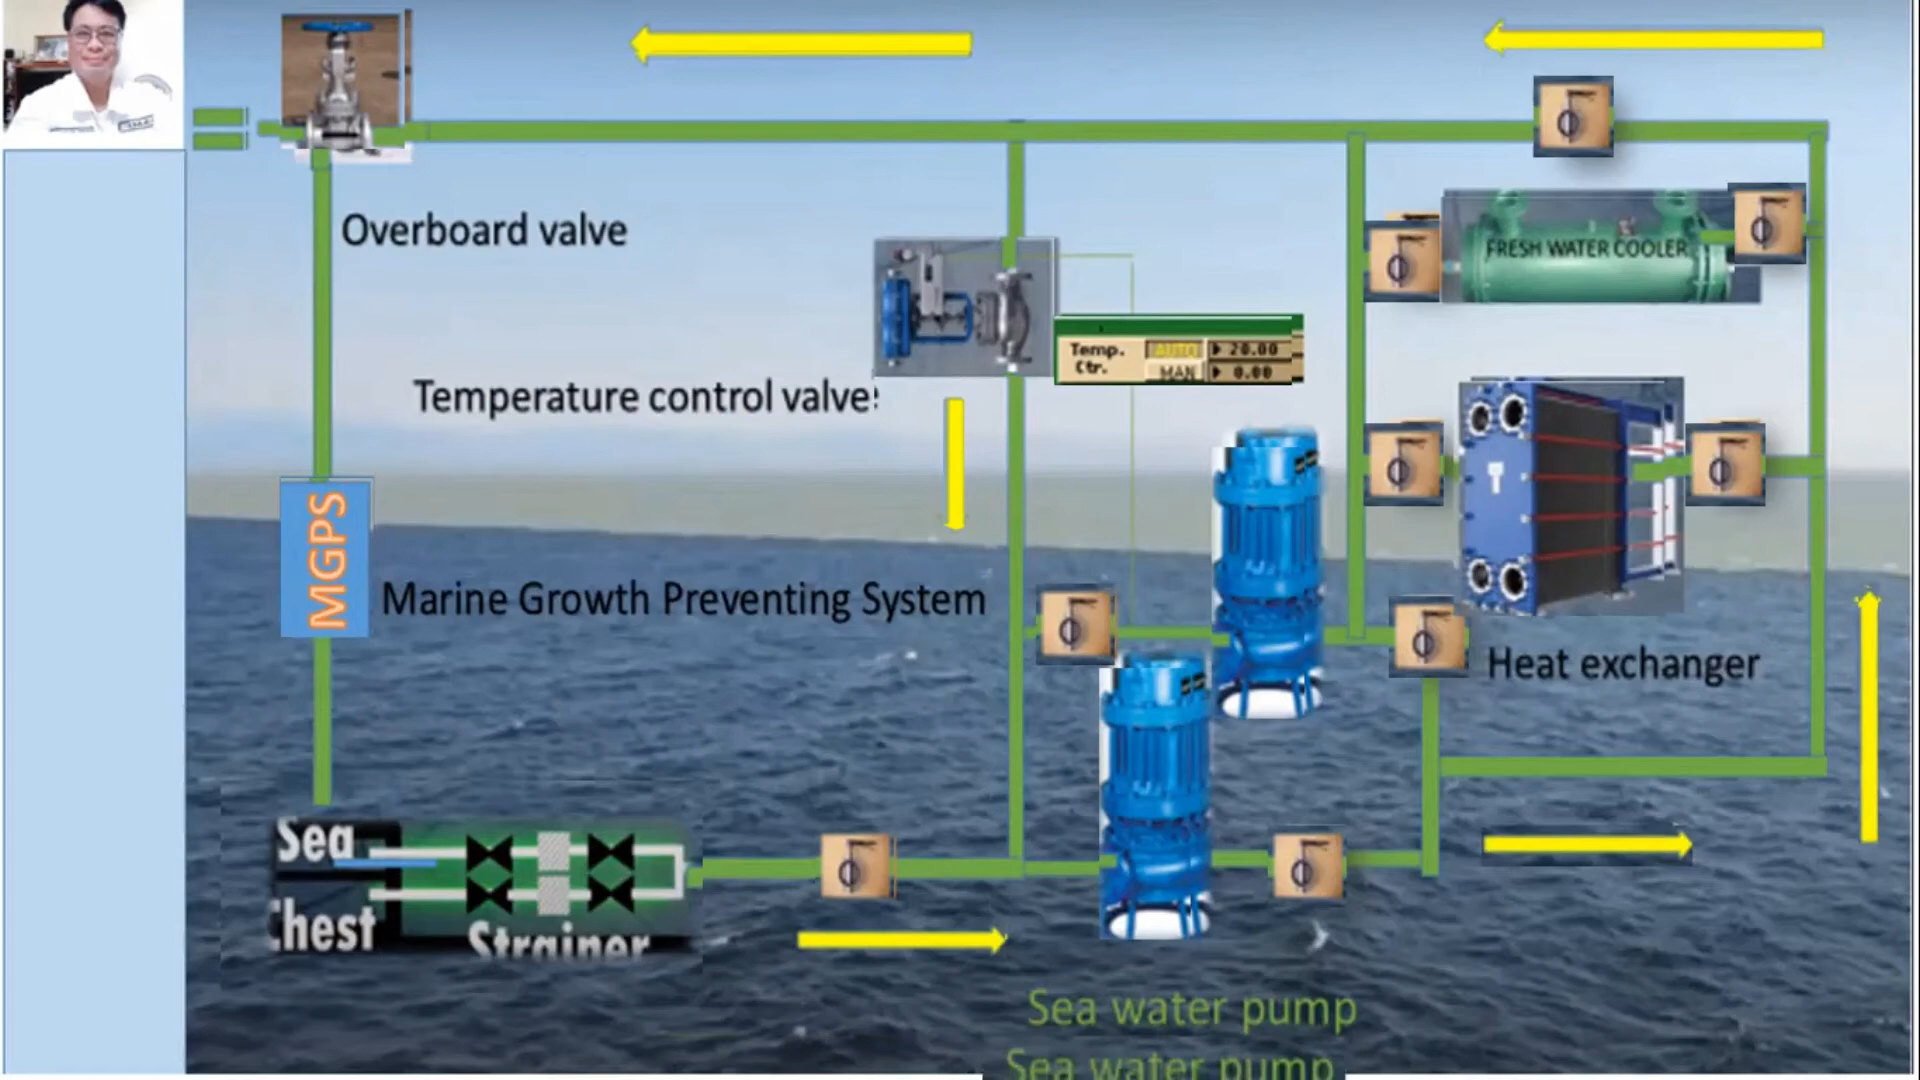 Overboard valve
FRESH WATER COOLER
Temp. AUTO 20.00
Ctr. MAN 0.00
Temperature control valve
T
MGPS
Marine Growth Preventing System
Heat exchanger
Sea
Chest
Strainer
Sea water pump
Sea water pump